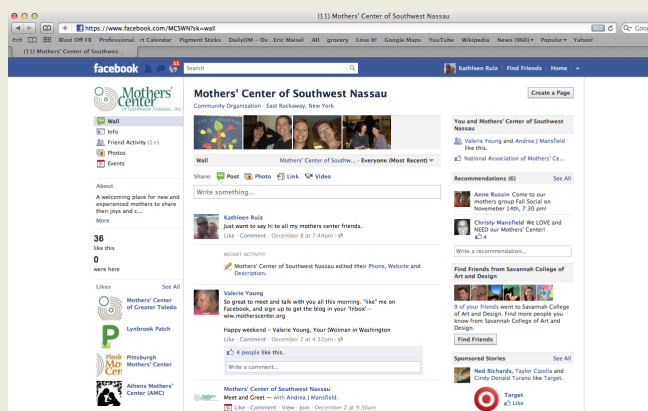 (11) Mothers' Center of Southwest Nassau
https://www.facebook.com/MCSWN?sk=wall
RSS
Q- Goog
Blast Off FB Professional...rt Calendar Pigment Sticks DailyOM – Ov...Eric Maisel All grocery Lose It! Google Maps YouTube Wikipedia News (960) Popular Yahoo!
(11) Mothers' Center of Southwes...
facebook
11
Search
Kathleen Ruiz Find Friends Home
Mothers' Center
of Southwest Nassau, Inc.
Wall
Info
Friend Activity (1+)
Photos
Events
About
A welcoming place for new and
experienced mothers to share
their joys and c...
More
36
like this
0
were here
Likes See All
Mothers' Center
of Greater Toledo
P
Lynbrook Patch
Pittsburgh
Mothers' Center
Athens Mothers'
Center (AMC)
Mothers' Center of Southwest Nassau
Community Organization · East Rockaway, New York
Wall Mothers' Center of Southw... · Everyone (Most Recent)
Share: Post Photo Link Video
Write something...
Kathleen Ruiz
Just want to say hi to all my mothers center friends.
Like · Comment · December 8 at 7:44pm ·
RECENT ACTIVITY
Mothers' Center of Southwest Nassau edited their Phone, Website and
Description.
Valerie Young
So great to meet and talk with you all this morning. "like" me on
Facebook, and sign up to get the blog in your 'Inbox' –
www.motherscenter.org
Happy weekend – Valerie Young, Your (Wo)man in Washington
Like · Comment · December 2 at 4:32pm ·
4 people like this.
Write a comment...
Mothers' Center of Southwest Nassau
Meet and Greet — with Andrea J. Mansfield.
Like · Comment · View · Join · December 2 at 9:30am
Create a Page
You and Mothers' Center of Southwest
Nassau
Valerie Young and Andrea J Mansfield
like this.
National Association of Mothers' Ce...
Recommendations (6) See All
Anne Russin Come to our
mothers group Fall Social on
Novemeber 14th, 7:30 pm!
Christy Mansfield We LOVE and
NEED our Mothers' Center!
4
Write a recommendation...
Find Friends from Savannah College of
Art and Design
9 of your friends went to Savannah College
of Art and Design. Find more people you
know from Savannah College of Art and
Design.
Find Friends
Sponsored Stories See All
Ned Richards, Taylor Cipolla and
Cindy Donald Turano like Target.
Target
Like